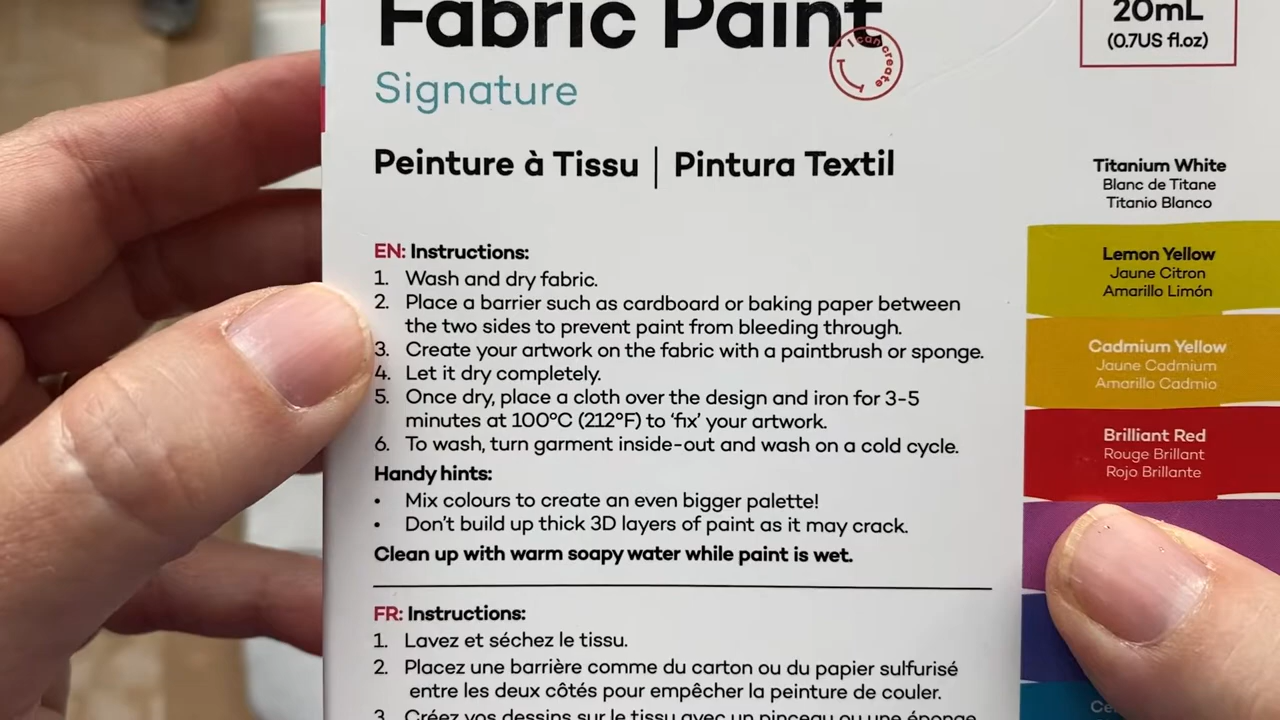 Fabric Paint
I can create
Signature
Peinture à Tissu | Pintura Textil
EN: Instructions:
1. Wash and dry fabric.
2. Place a barrier such as cardboard or baking paper between
the two sides to prevent paint from bleeding through.
3. Create your artwork on the fabric with a paintbrush or sponge.
4. Let it dry completely.
5. Once dry, place a cloth over the design and iron for 3-5
minutes at 100°C (212°F) to ‘fix’ your artwork.
6. To wash, turn garment inside-out and wash on a cold cycle.
Handy hints:
• Mix colours to create an even bigger palette!
• Don’t build up thick 3D layers of paint as it may crack.
Clean up with warm soapy water while paint is wet.
FR: Instructions:
1. Lavez et séchez le tissu.
2. Placez une barrière comme du carton ou du papier sulfurisé
entre les deux côtés pour empêcher la peinture de couler.
3. Créez vos dessins sur le tissu avec un pinceau ou une éponge.
20mL
(0.7US fl.oz)
Titanium White
Blanc de Titane
Titanio Blanco
Lemon Yellow
Jaune Citron
Amarillo Limón
Cadmium Yellow
Jaune Cadmium
Amarillo Cadmio
Brilliant Red
Rouge Brillant
Rojo Brillante